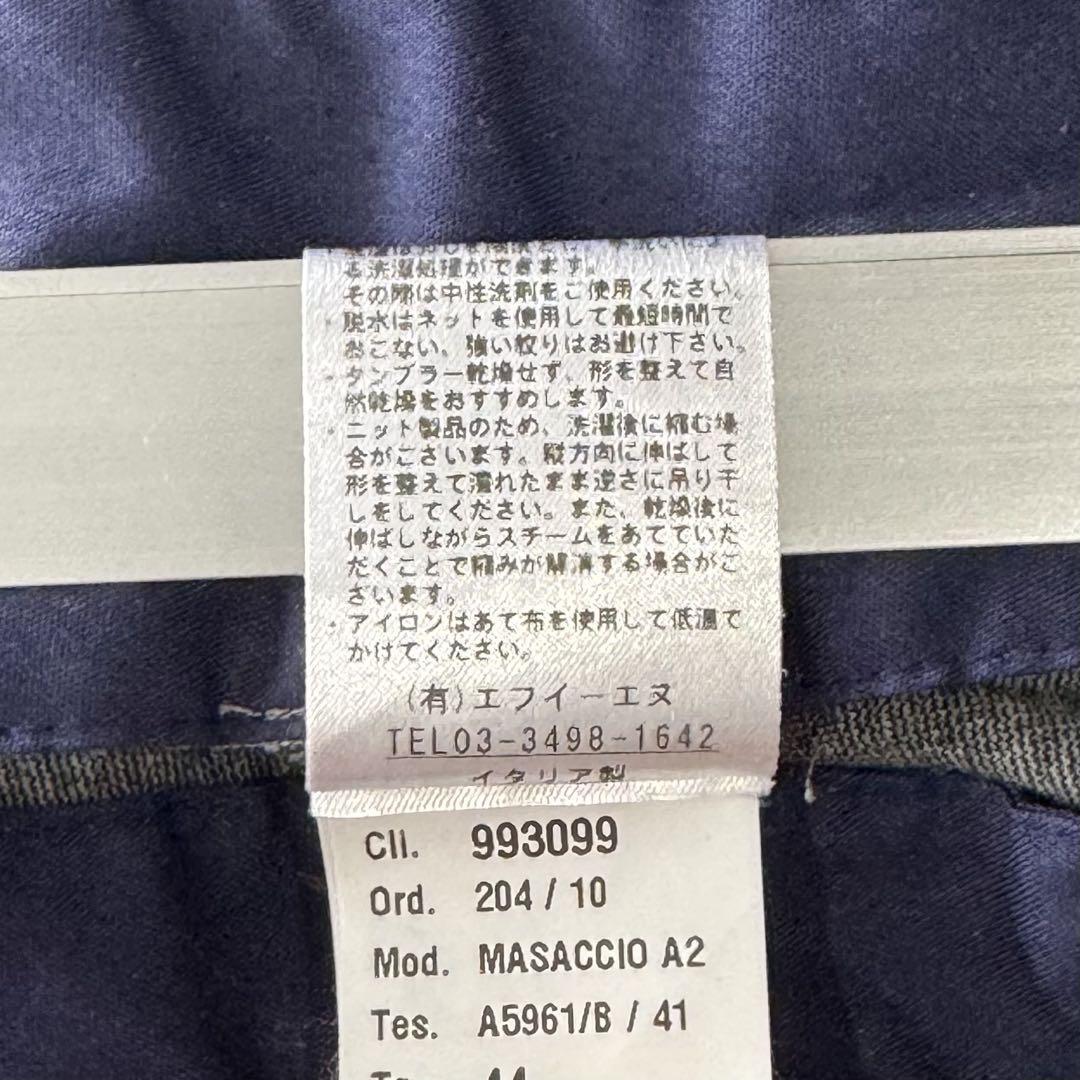 を洗濯処理ができます。
その際は中性洗剤をご使用ください。
・脱水はネットを使用して最短時間で
おこない、強い絞りはお避け下さい。
・タンブラー乾燥せず、形を整えて自
然乾燥をおすすめします。
・ニット製品のため、洗濯後に縮む場
合がございます。縦方向に伸ばして
形を整えて濡れたまま逆さに吊り干
しをしてください。また、乾燥後に
伸ばしながらスチームをあてていた
だくことで縮みが解消する場合がご
ざいます。
・アイロンはあて布を使用して低温で
かけてください。
(有)エフイーエヌ
TEL03-3498-1642
イタリア製
Cli. 993099
Ord. 204 / 10
Mod. MASACCIO A2
Tes. A5961/B / 41